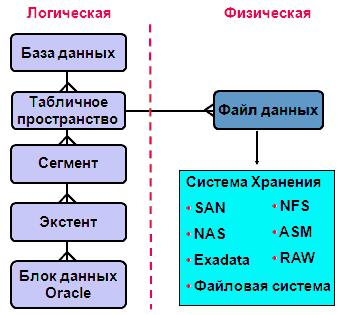 Логическая
Физическая
База данных
Табличное
пространство
Файл данных
Сегмент
Экстент
Блок данных
Oracle
Система Хранения
• SAN
• NFS
• NAS
• ASM
• Exadata
• RAW
• Файловая система